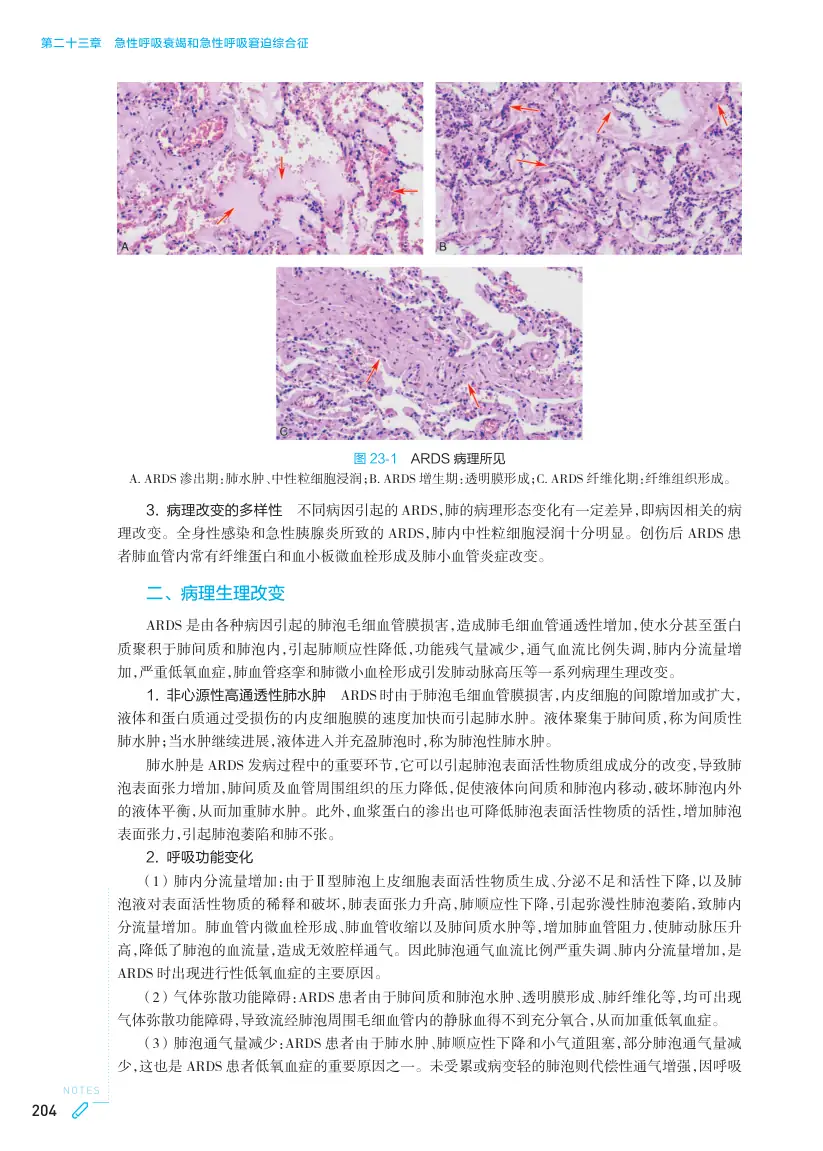 第二十三章 急性呼吸衰竭和急性呼吸窘迫综合征
A
B
C
图 23-1 ARDS 病理所见
A. ARDS 渗出期:肺水肿、中性粒细胞浸润;B. ARDS 增生期:透明膜形成;C. ARDS 纤维化期:纤维组织形成。
3. 病理改变的多样性 不同病因引起的 ARDS,肺的病理形态变化有一定差异,即病因相关的病
理改变。全身性感染和急性胰腺炎所致的 ARDS,肺内中性粒细胞浸润十分明显。创伤后 ARDS 患
者肺血管内常有纤维蛋白和血小板微血栓形成及肺小血管炎症改变。
二、病理生理改变
ARDS 是由各种病因引起的肺泡毛细血管膜损害,造成肺毛细血管通透性增加,使水分甚至蛋白
质聚积于肺间质和肺泡内,引起肺顺应性降低,功能残气量减少,通气血流比例失调,肺内分流量增
加,严重低氧血症,肺血管痉挛和肺微小血栓形成引发肺动脉高压等一系列病理生理改变。
1. 非心源性高通透性肺水肿 ARDS 时由于肺泡毛细血管膜损害,内皮细胞的间隙增加或扩大,
液体和蛋白质通过受损伤的内皮细胞膜的速度加快而引起肺水肿。液体聚集于肺间质,称为间质性
肺水肿;当水肿继续进展,液体进入并充盈肺泡时,称为肺泡性肺水肿。
肺水肿是 ARDS 发病过程中的重要环节,它可以引起肺泡表面活性物质组成成分的改变,导致肺
泡表面张力增加,肺间质及血管周围组织的压力降低,促使液体向间质和肺泡内移动,破坏肺泡内外
的液体平衡,从而加重肺水肿。此外,血浆蛋白的渗出也可降低肺泡表面活性物质的活性,增加肺泡
表面张力,引起肺泡萎陷和肺不张。
2. 呼吸功能变化
(1)肺内分流量增加:由于Ⅱ型肺泡上皮细胞表面活性物质生成、分泌不足和活性下降,以及肺
泡液对表面活性物质的稀释和破坏,肺表面张力升高,肺顺应性下降,引起弥漫性肺泡萎陷,致肺内
分流量增加。肺血管内微血栓形成、肺血管收缩以及肺间质水肿等,增加肺血管阻力,使肺动脉压升
高,降低了肺泡的血流量,造成无效腔样通气。因此肺泡通气血流比例严重失调、肺内分流量增加,是
ARDS 时出现进行性低氧血症的主要原因。
(2)气体弥散功能障碍:ARDS 患者由于肺间质和肺泡水肿、透明膜形成、肺纤维化等,均可出现
气体弥散功能障碍,导致流经肺泡周围毛细血管内的静脉血得不到充分氧合,从而加重低氧血症。
(3)肺泡通气量减少:ARDS 患者由于肺水肿、肺顺应性下降和小气道阻塞,部分肺泡通气量减
少,这也是 ARDS 患者低氧血症的重要原因之一。未受累或病变轻的肺泡则代偿性通气增强,因呼吸
NOTES
204